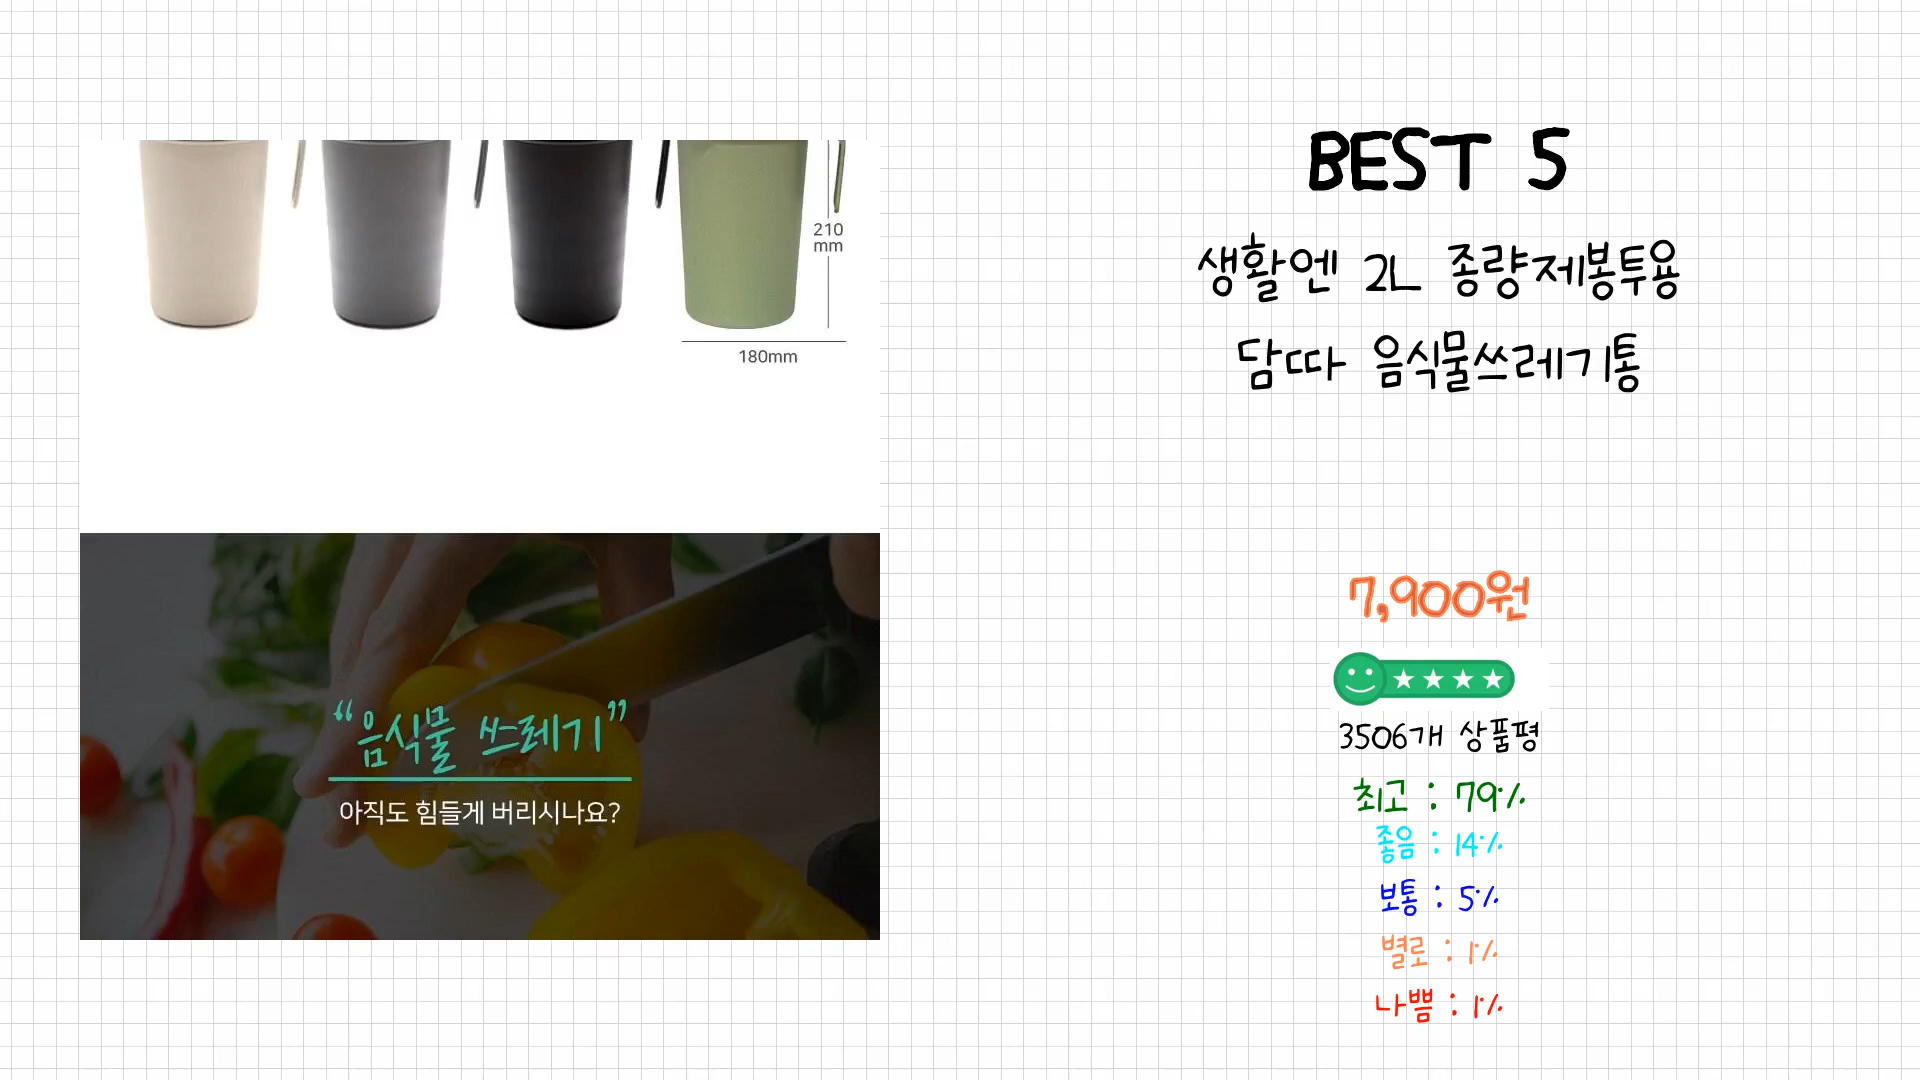 210
mm
180mm
“음식물 쓰레기”
아직도 힘들게 버리시나요?
BEST 5
생활엔 2L 종량제봉투용
담따 음식물쓰레기통
7,900원
3506개 상품평
최고 : 79%
좋음 : 14%
보통 : 5%
별로 : 1%
나쁨 : 1%